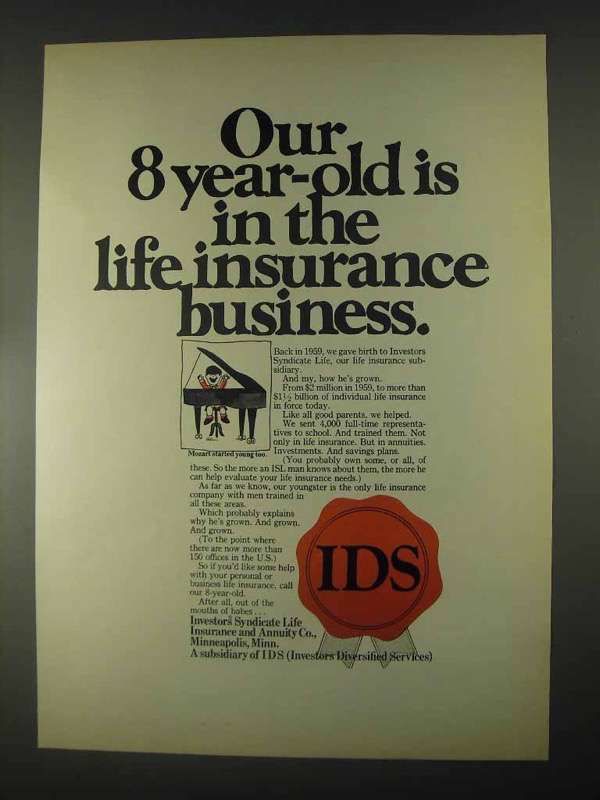 Our
8 year-old is
in the
life insurance
business.
Mozart started young too.
Back in 1959, we gave birth to Investors
Syndicate Life, our life insurance sub-
sidiary.
And my, how he's grown.
From $2 million in 1959, to more than
$1½ billion of individual life insurance
in force today.
Like all good parents, we helped.
We sent 4,000 full-time representa-
tives to school. And trained them. Not
only in life insurance. But in annuities.
Investments. And savings plans.
(You probably own some, or all, of
these. So the more an ISL man knows about them, the more he
can help evaluate your life insurance needs.)
As far as we know, our youngster is the only life insurance
company with men trained in
all these areas.
Which probably explains
why he's grown. And grown.
And grown.
(To the point where
there are now more than
150 offices in the U.S.)
So if you'd like some help
with your personal or
business life insurance, call
our 8-year-old.
After all, out of the
mouths of babes . . .
Investors Syndicate Life
Insurance and Annuity Co.,
Minneapolis, Minn.
A subsidiary of IDS (Investors Diversified Services)
IDS